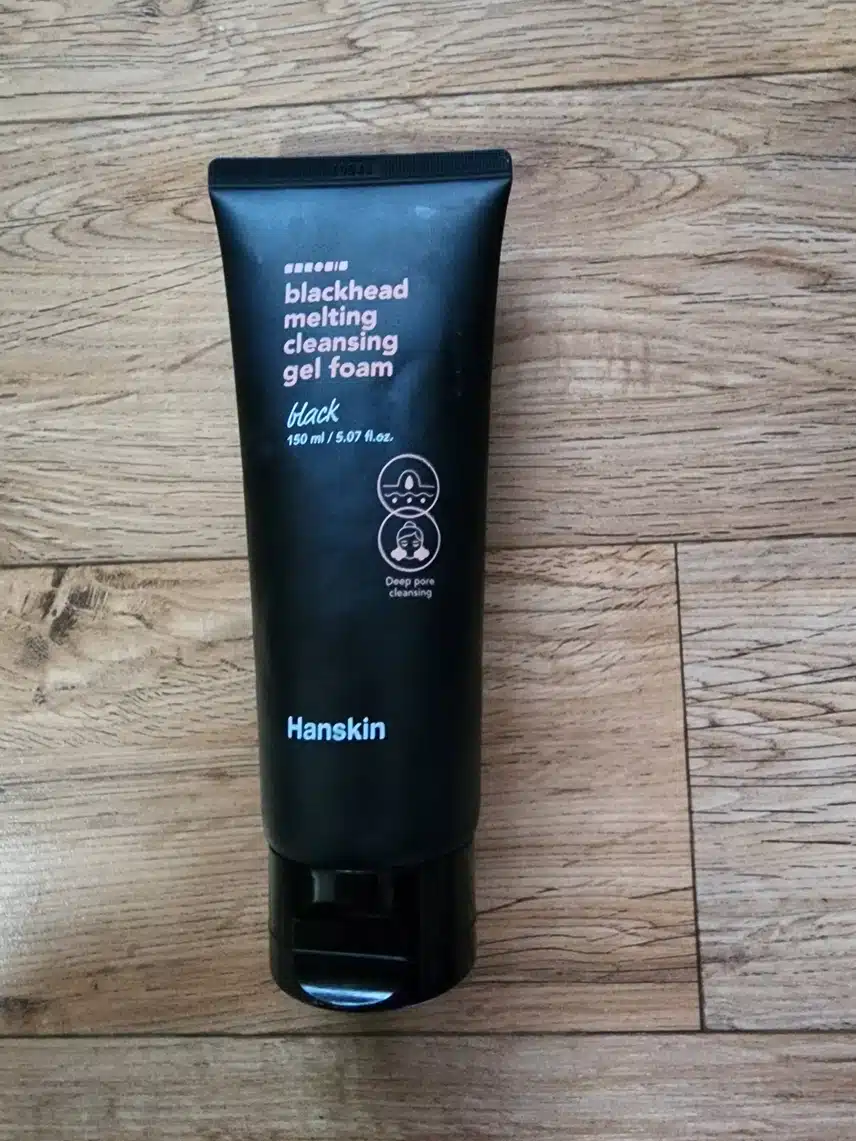 blackhead
melting
cleansing
gel foam
black
150 ml / 5.07 fl.oz.
Deep pore
cleansing
Hanskin